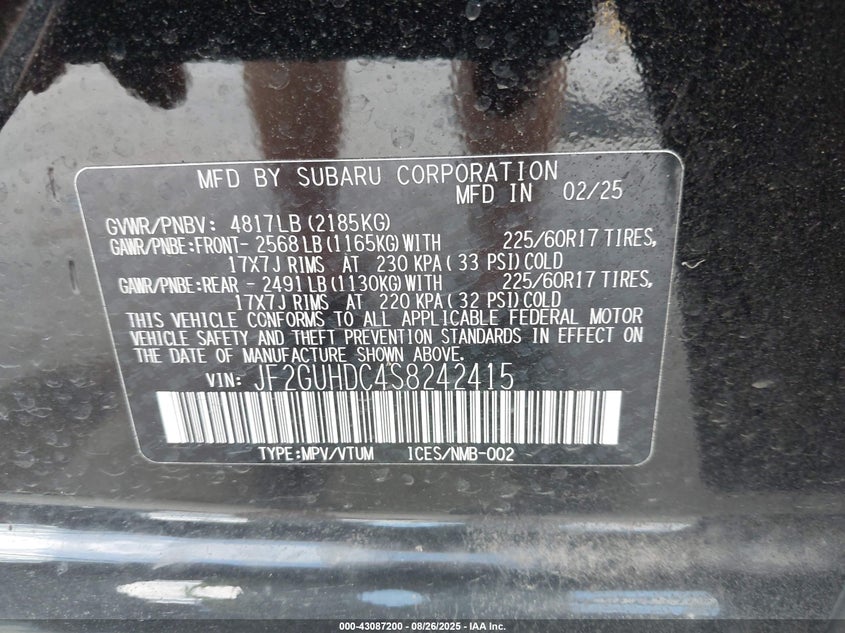 MFD BY SUBARU CORPORATION
MFD IN 02/25
GVWR/PNBV: 4817LB (2185KG)
GAWR/PNBE:FRONT- 2568 LB (1165KG) WITH 225/60R17 TIRES,
17X7J RIMS AT 230 KPA ( 33 PSI) COLD
GAWR/PNBE:REAR - 2491 LB (1130KG) WITH 225/60R17 TIRES,
17X7J RIMS AT 220 KPA ( 32 PSI) COLD
THIS VEHICLE CONFORMS TO ALL APPLICABLE FEDERAL MOTOR
VEHICLE SAFETY AND THEFT PREVENTION STANDARDS IN EFFECT ON
THE DATE OF MANUFACTURE SHOWN ABOVE.
VIN: JF2GUHDC4S8242415
TYPE:MPV/VTUM ICES/NMB-002
000-43087200 - 08/26/2025 - IAA Inc.